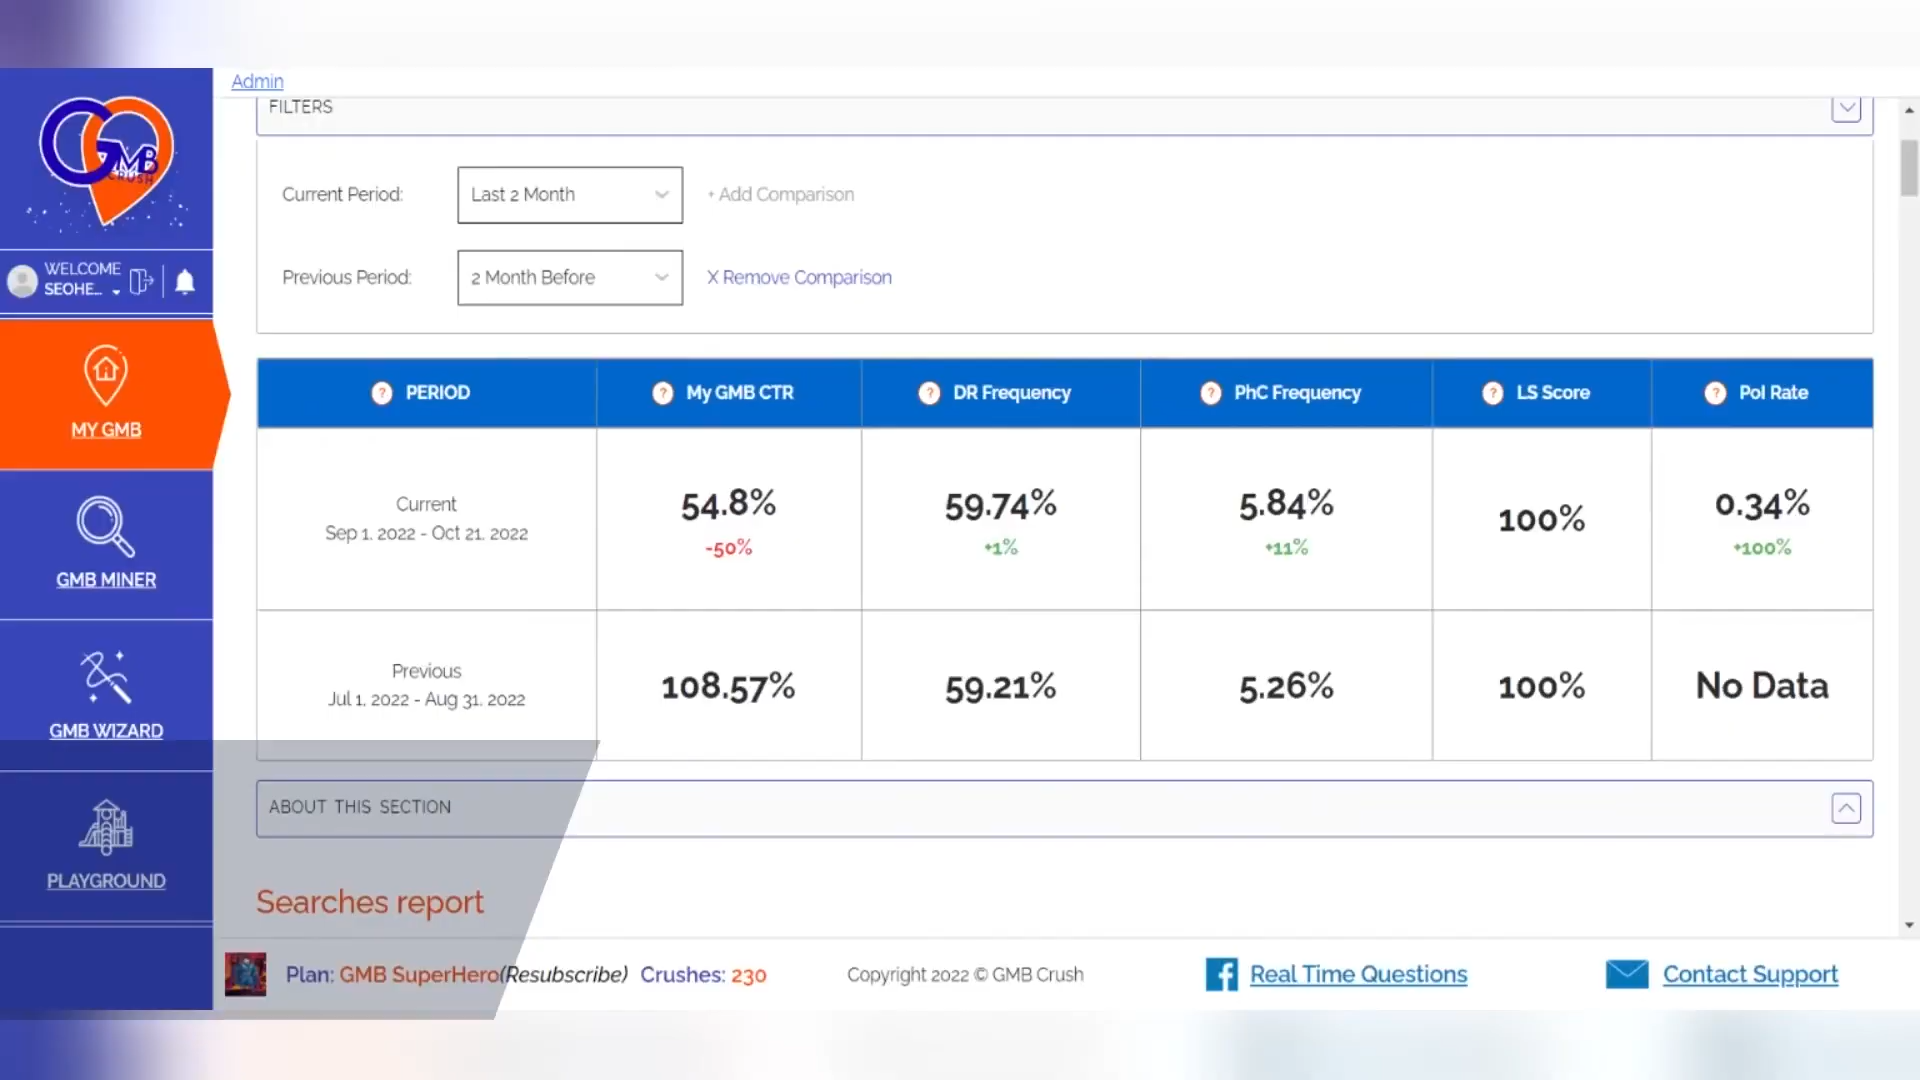 Admin
FILTERS
GMB
CRUSH
Current Period: Last 2 Month + Add Comparison
Previous Period: 2 Month Before X Remove Comparison
WELCOME
SEOHE...
MY GMB
GMB MINER
GMB WIZARD
PLAYGROUND
? PERIOD ? My GMB CTR ? DR Frequency ? PhC Frequency ? LS Score ? PoI Rate
Current
Sep 1, 2022 - Oct 21, 2022
54.8% 59.74% 5.84% 100% 0.34%
-50% +1% +11% +100%
Previous
Jul 1, 2022 - Aug 31, 2022
108.57% 59.21% 5.26% 100% No Data
ABOUT THIS SECTION
Searches report
Plan: GMB SuperHero(Resubscribe) Crushes: 230 Copyright 2022 © GMB Crush Real Time Questions Contact Support